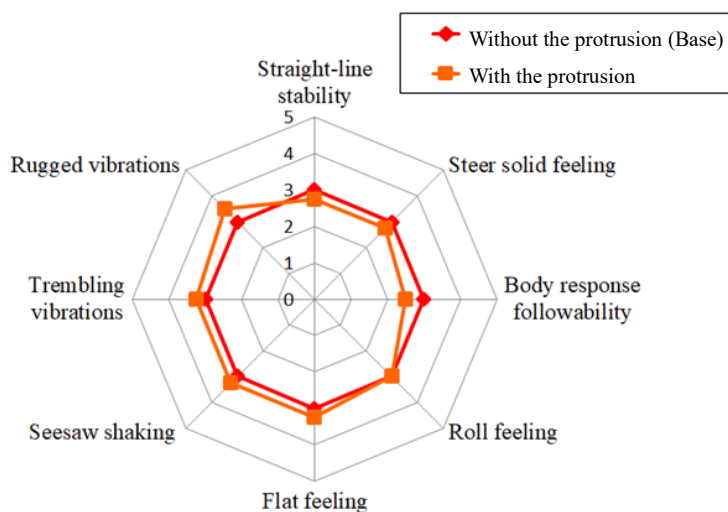 Without the protrusion (Base)
With the protrusion
Straight-line
stability
5
4
3
2
1
0
Steer solid feeling
Body response
followability
Roll feeling
Flat feeling
Seesaw shaking
Trembling
vibrations
Rugged vibrations